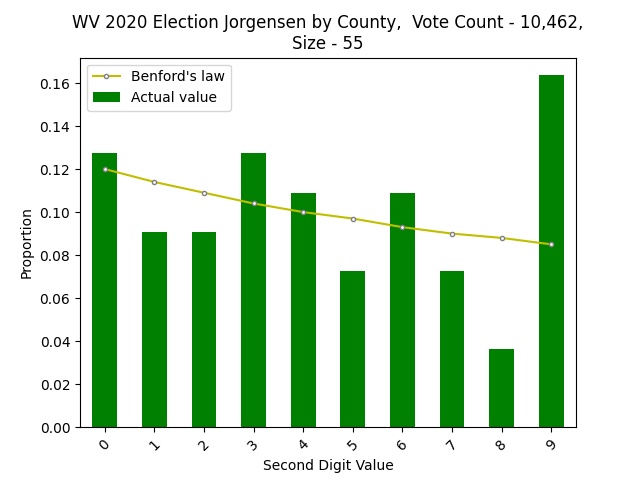 WV 2020 Election Jorgensen by County,  Vote Count - 10,462,
Size - 55
Benford's law
Actual value
0.16
0.14
0.12
0.10
0.08
0.06
0.04
0.02
0.00
Proportion
0 1 2 3 4 5 6 7 8 9
Second Digit Value